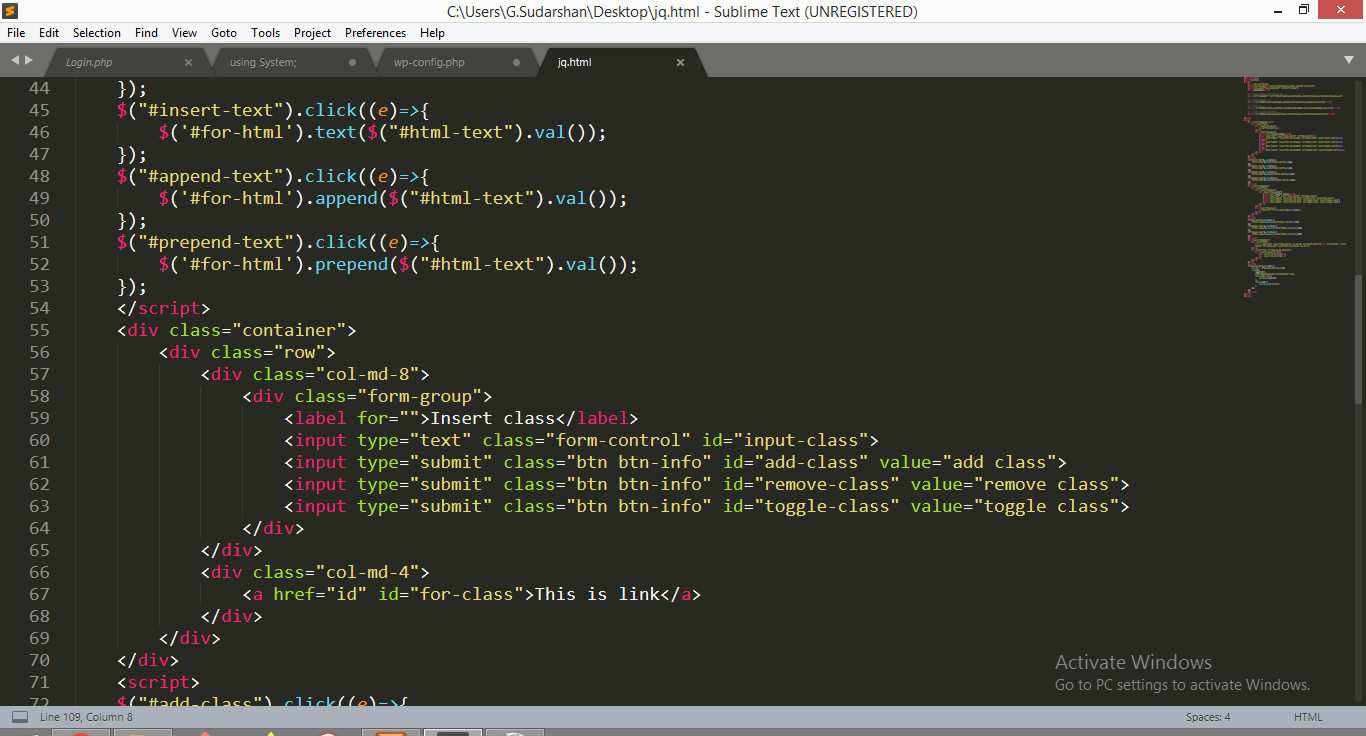 C:\Users\G.Sudarshan\Desktop\jq.html - Sublime Text (UNREGISTERED)
File Edit Selection Find View Goto Tools Project Preferences Help
Login.php using System; wp-config.php jq.html
44 });
45 $("#insert-text").click((e)=>{
46 $('#for-html').text($("#html-text").val());
47 });
48 $("#append-text").click((e)=>{
49 $('#for-html').append($("#html-text").val());
50 });
51 $("#prepend-text").click((e)=>{
52 $('#for-html').prepend($("#html-text").val());
53 });
54 </script>
55 <div class="container">
56 <div class="row">
57 <div class="col-md-8">
58 <div class="form-group">
59 <label for="">Insert class</label>
60 <input type="text" class="form-control" id="input-class">
61 <input type="submit" class="btn btn-info" id="add-class" value="add class">
62 <input type="submit" class="btn btn-info" id="remove-class" value="remove class">
63 <input type="submit" class="btn btn-info" id="toggle-class" value="toggle class">
64 </div>
65 </div>
66 <div class="col-md-4">
67 <a href="id" id="for-class">This is link</a>
68 </div>
69 </div>
70 </div>
71 <script>
72 $("#add-class").click((e)=>{
Activate Windows
Go to PC settings to activate Windows.
Line 109, Column 8 Spaces: 4 HTML